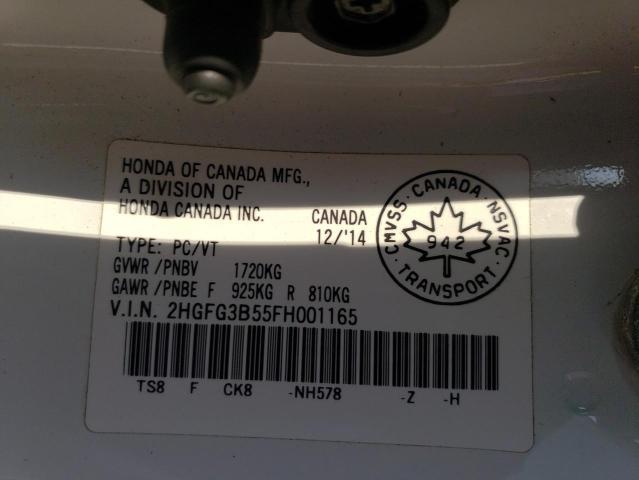 HONDA OF CANADA MFG.,
A DIVISION OF
HONDA CANADA INC. CANADA
12/'14
TYPE: PC/VT
GVWR /PNBV 1720KG
GAWR /PNBE F 925KG R 810KG
V.I.N. 2HGFG3B55FH001165
TS8 F CK8 -NH578 -Z -H
CMVSS · CANADA · NSVAC
942
TRANSPORT